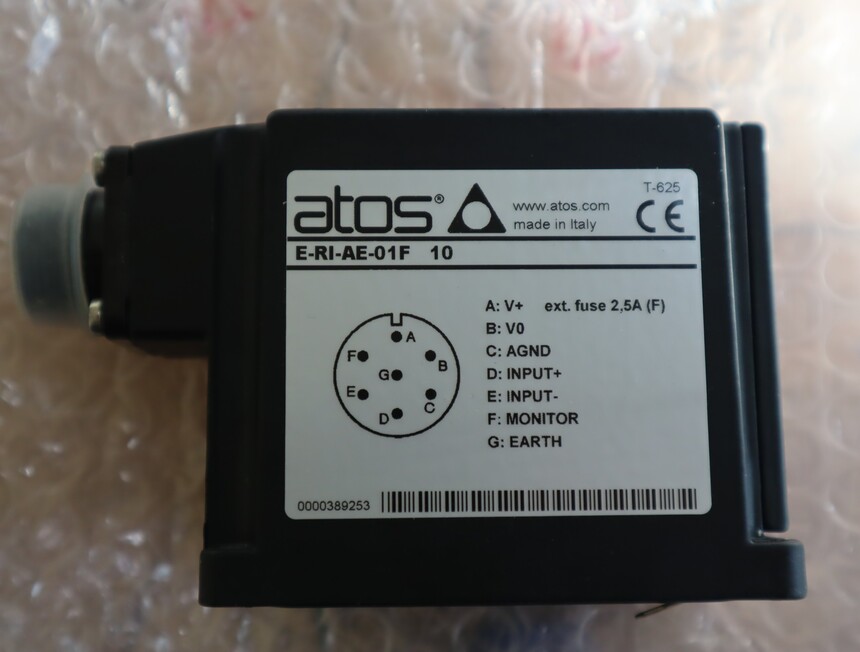 atos® www.atos.com T-625
made in Italy CE
E-RI-AE-01F 10
A: V+ ext. fuse 2,5A (F)
B: V0
C: AGND
D: INPUT+
E: INPUT-
F: MONITOR
G: EARTH
A
F
B
G
E
C
D
0000389253